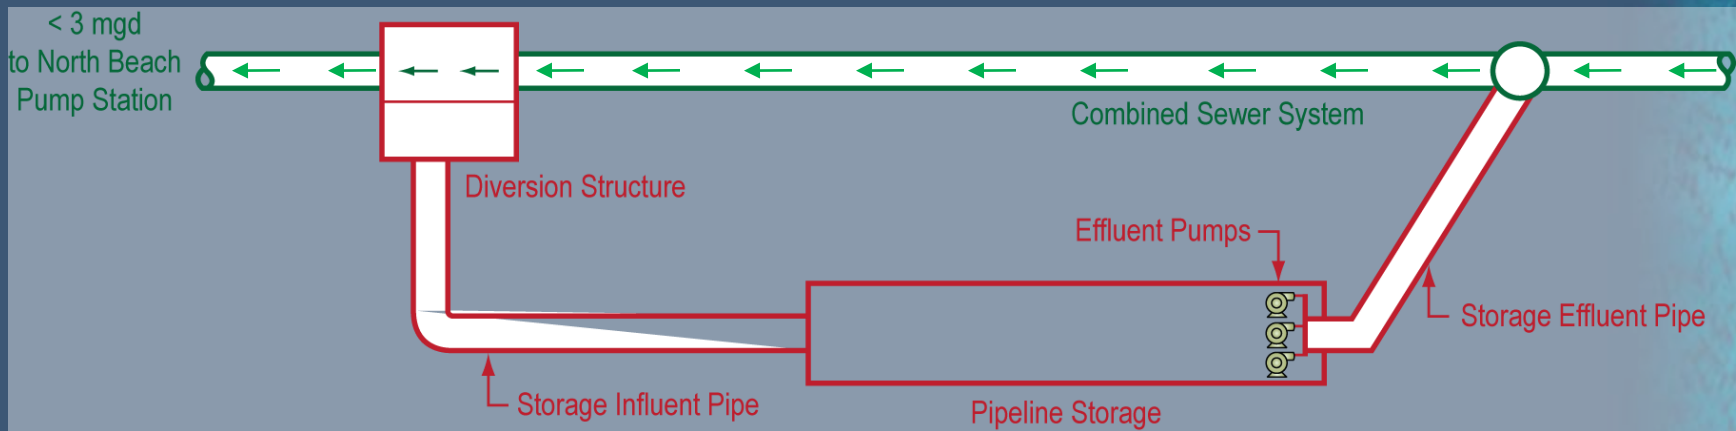 < 3 mgd
to North Beach
Pump Station
Combined Sewer System
Diversion Structure
Effluent Pumps
Storage Effluent Pipe
Storage Influent Pipe
Pipeline Storage